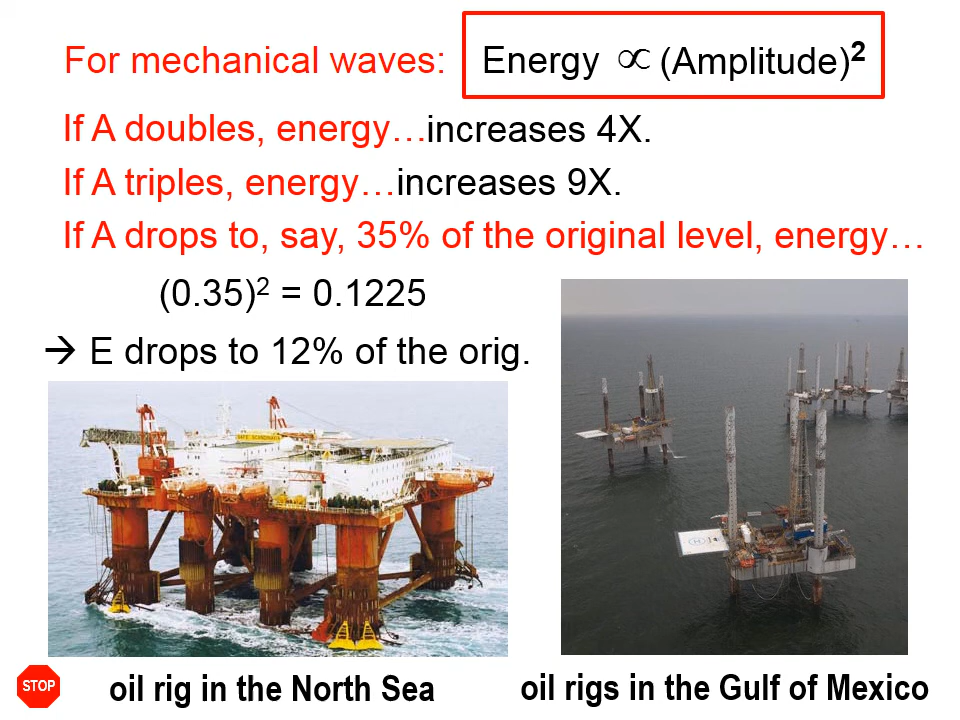 For mechanical waves: Energy ∝ (Amplitude)²
If A doubles, energy…increases 4X.
If A triples, energy…increases 9X.
If A drops to, say, 35% of the original level, energy…
(0.35)² = 0.1225
→ E drops to 12% of the orig.
SAFE SCANDINAVIA
H
STOP
oil rig in the North Sea
oil rigs in the Gulf of Mexico